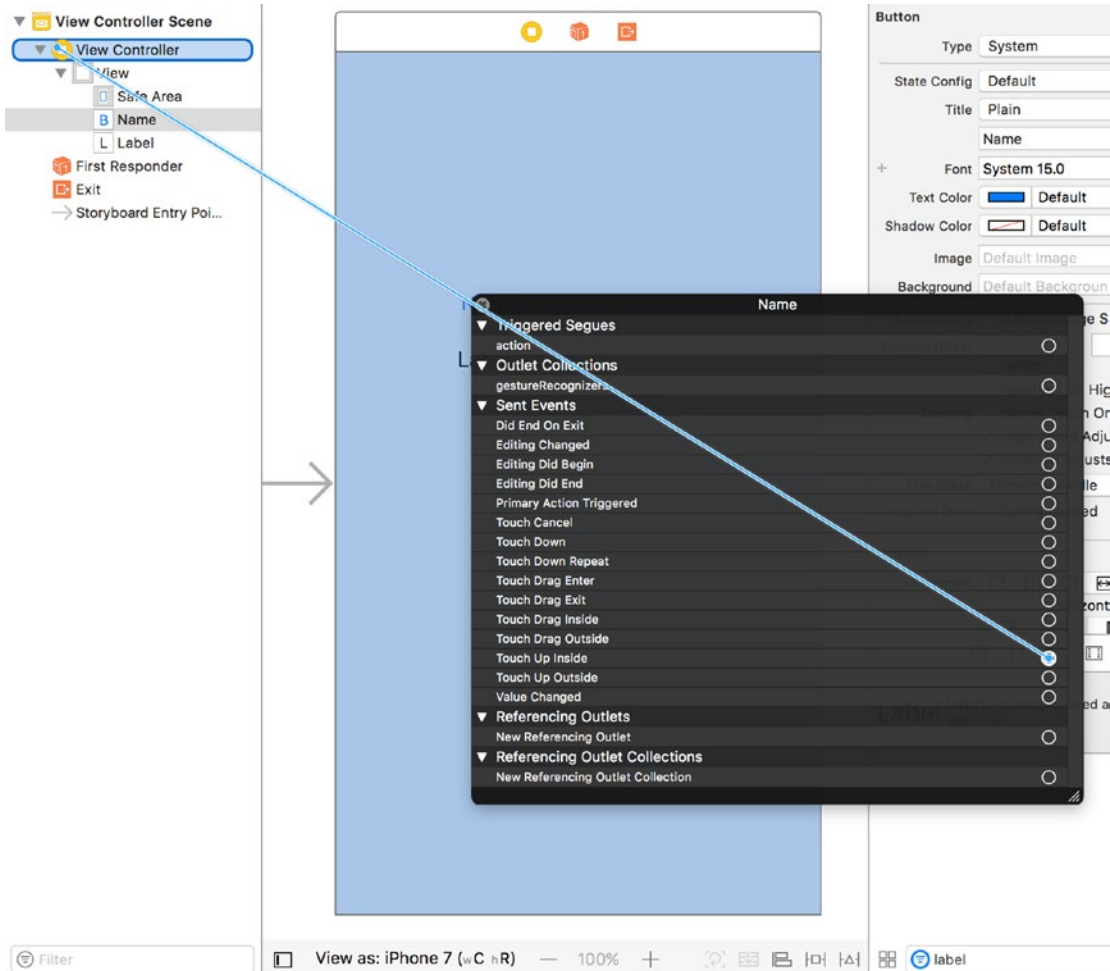 View Controller Scene
View Controller
View
Safe Area
B Name
L Label
First Responder
Exit
Storyboard Entry Poi...
Filter
Name
Triggered Segues
action
Outlet Collections
gestureRecognizers
Sent Events
Did End On Exit
Editing Changed
Editing Did Begin
Editing Did End
Primary Action Triggered
Touch Cancel
Touch Down
Touch Down Repeat
Touch Drag Enter
Touch Drag Exit
Touch Drag Inside
Touch Drag Outside
Touch Up Inside
Touch Up Outside
Value Changed
Referencing Outlets
New Referencing Outlet
Referencing Outlet Collections
New Referencing Outlet Collection
View as: iPhone 7 (wC hR) — 100% +
Button
Type System
State Config Default
Title Plain
Name
+ Font System 15.0
Text Color Default
Shadow Color Default
Image Default Image
Background Default Backgroun
Label
label